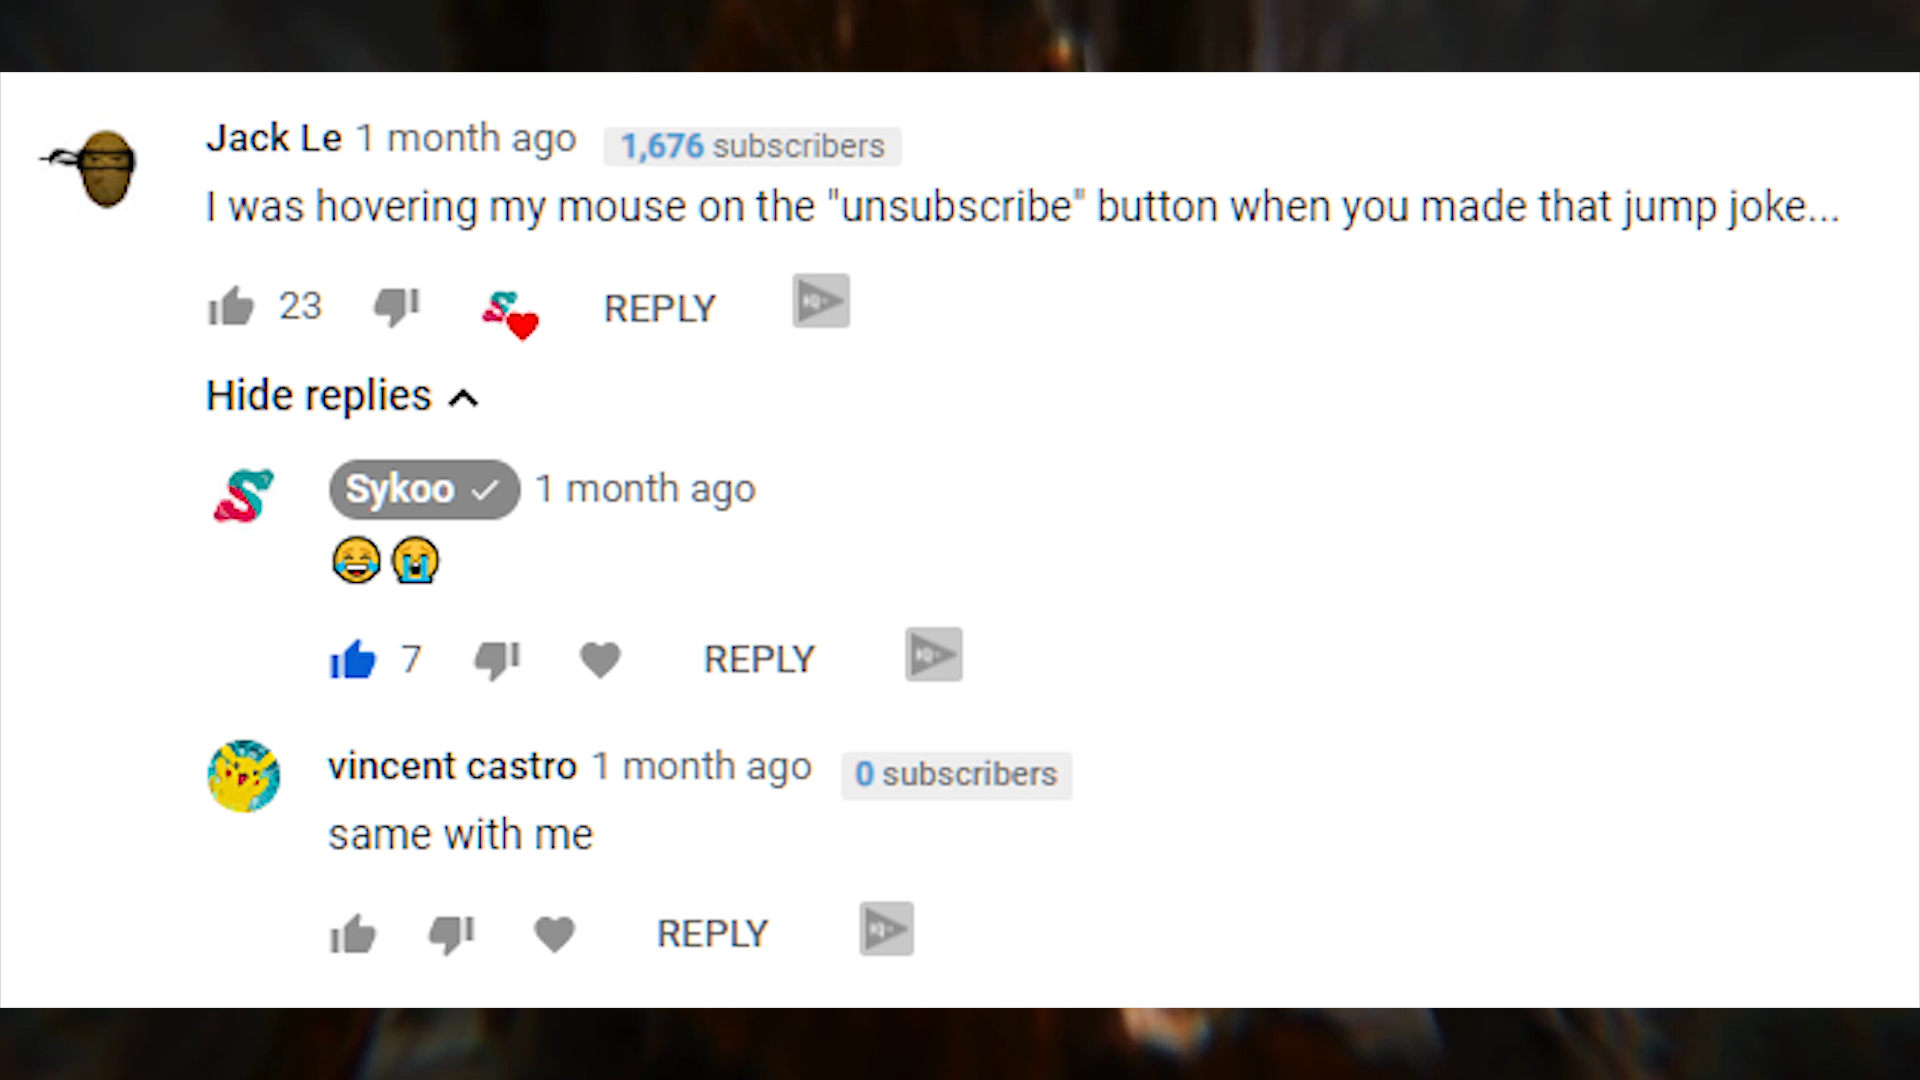 Jack Le 1 month ago 1,676 subscribers
I was hovering my mouse on the "unsubscribe" button when you made that jump joke...
23 REPLY
Hide replies
Sykoo 1 month ago
😂😭
7 REPLY
vincent castro 1 month ago 0 subscribers
same with me
REPLY